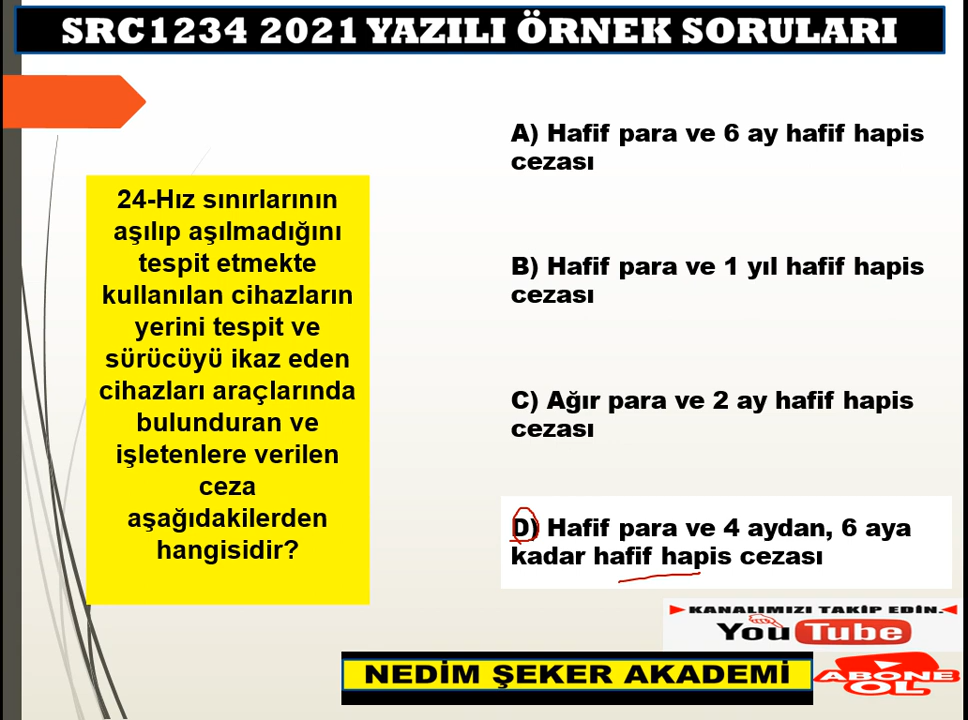 SRC1234 2021 YAZILI ÖRNEK SORULARI
24-Hız sınırlarının
aşılıp aşılmadığını
tespit etmekte
kullanılan cihazların
yerini tespit ve
sürücüyü ikaz eden
cihazları araçlarında
bulunduran ve
işletenlere verilen
ceza
aşağıdakilerden
hangisidir?
A) Hafif para ve 6 ay hafif hapis
cezası
B) Hafif para ve 1 yıl hafif hapis
cezası
C) Ağır para ve 2 ay hafif hapis
cezası
D) Hafif para ve 4 aydan, 6 aya
kadar hafif hapis cezası
KANALIMIZI TAKİP EDİN.
YouTube
NEDİM ŞEKER AKADEMİ
ABONE
OL